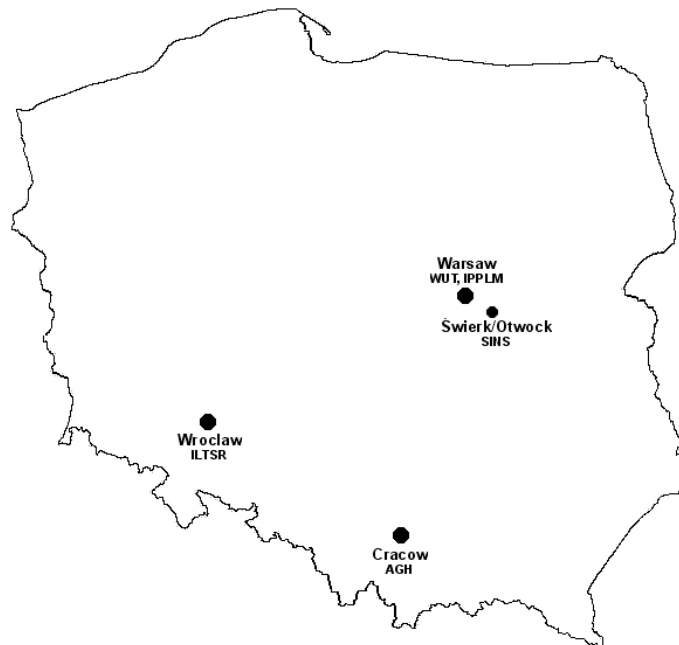 Warsaw
WUT, IPPLM
Świerk/Otwock
SINS
Wroclaw
ILTSR
Cracow
AGH